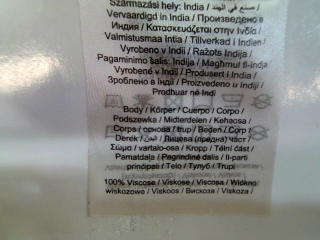 Származási hely: India / صنع في الهند /
Vervaardigd in India / Произведено в
Индия / Κατασκευάζεται στην Ινδία /
Valmistusmaa Intia / Tillverkad i Indien /
Vyrobeno v Indii / Ražots Indijā /
Pagaminimo šalis: Indija / Magħmul fl-Indja
Vyrobené v Indii / Produsert i India /
Зроблено в Індії / Proizvedeno u Indiji /
Prodhuar në Indi
Body / Körper / Cuerpo / Corpo /
Podszewka / Midterdelen / Kehaosa /
Corps / основа / trup / Beden / Corp /
Derék / بدن / Лицева (предна) част /
Σώμα / vartalo-osa / Kropp / Tělní část /
Pamatdaļa / Pagrindinė dalis / Il-parti
prinċipali / Telo / Тулуб / Trupi
100% Viscose / Viskose / Viscosa / Wiókno
wiskozowe / Viskoos / Вискоза / Viskoza /